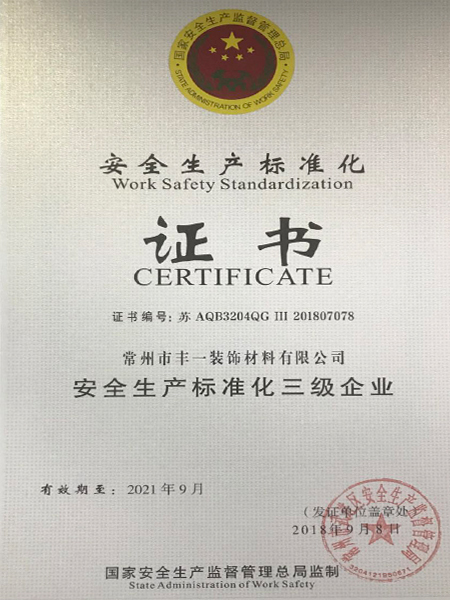 国家安全生产监督管理总局
STATE ADMINISTRATION OF WORK SAFETY
安全生产标准化
Work Safety Standardization
证书
CERTIFICATE
证书编号：苏 AQB3204QG III 201807078
常州市丰一装饰材料有限公司
安全生产标准化三级企业
有效期至：2021年9月
（发证单位盖章处
2018年9月8日
国家安全生产监督管理总局监制
State Administration of Work Safety